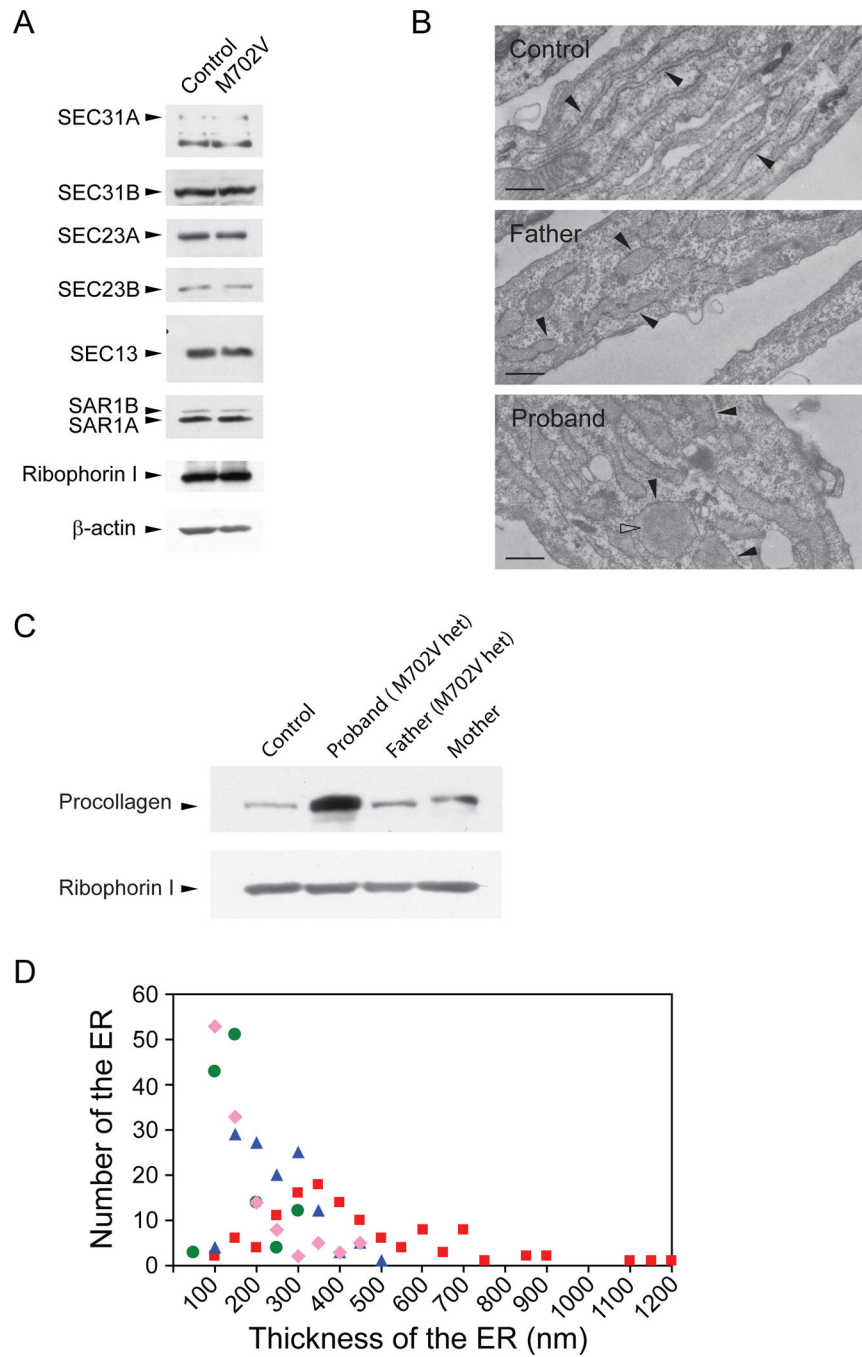 A
Control
M702V
SEC31A
SEC31B
SEC23A
SEC23B
SEC13
SAR1B
SAR1A
Ribophorin I
β-actin
B
Control
Father
Proband
C
Control
Proband ( M702V het)
Father (M702V het)
Mother
Procollagen
Ribophorin I
D
Number of the ER
60
50
40
30
20
10
0
100
200
300
400
500
600
700
800
900
1000
1100
1200
Thickness of the ER (nm)